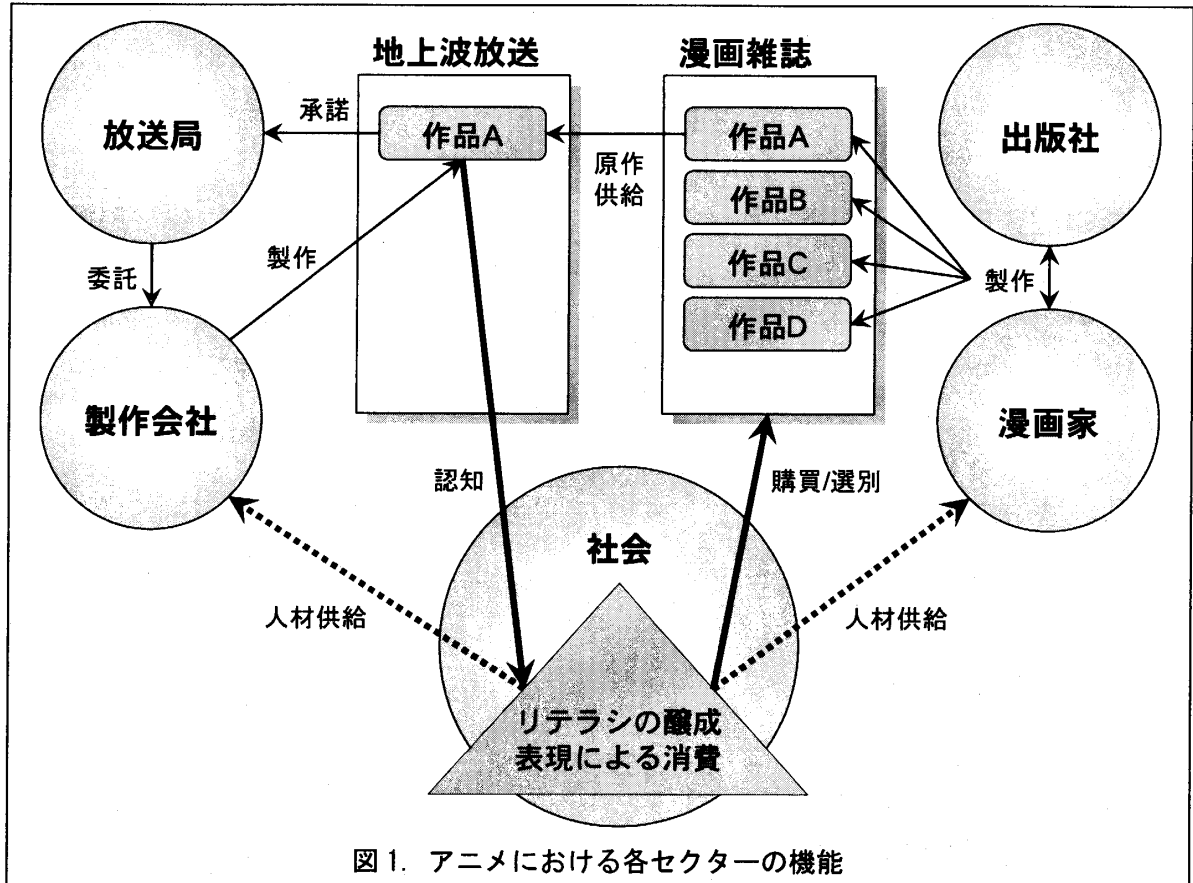 地上波放送
漫画雑誌
放送局
承諾
作品A
原作
供給
作品A
作品B
作品C
作品D
出版社
委託
製作
製作
製作会社
漫画家
認知
購買/選別
社会
人材供給
人材供給
リテラシの醸成
表現による消費
図1. アニメにおける各セクターの機能